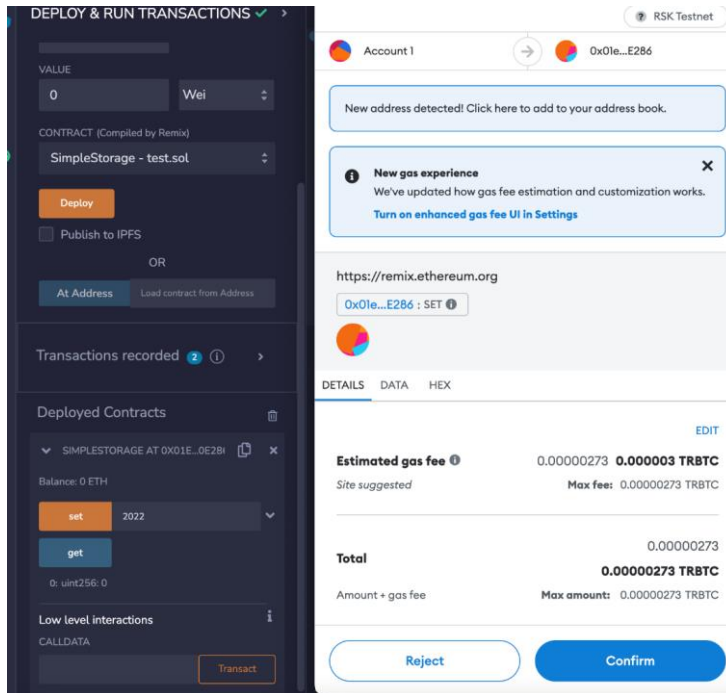 DEPLOY & RUN TRANSACTIONS
VALUE
0 Wei
CONTRACT (Compiled by Remix)
SimpleStorage - test.sol
Deploy
Publish to IPFS
OR
At Address Load contract from Address
Transactions recorded 2
Deployed Contracts
SIMPLESTORAGE AT 0X01E...0E28
Balance: 0 ETH
set 2022
get
0: uint256: 0
Low level interactions
CALLDATA
Transact
RSK Testnet
Account 1 0x01e...E286
New address detected! Click here to add to your address book.
New gas experience
We've updated how gas fee estimation and customization works.
Turn on enhanced gas fee UI in Settings
https://remix.ethereum.org
0x01e...E286 : SET
DETAILS DATA HEX
EDIT
Estimated gas fee 0.00000273 0.000003 TRBTC
Site suggested Max fee: 0.00000273 TRBTC
0.00000273
Total
0.00000273 TRBTC
Amount + gas fee Max amount: 0.00000273 TRBTC
Reject Confirm